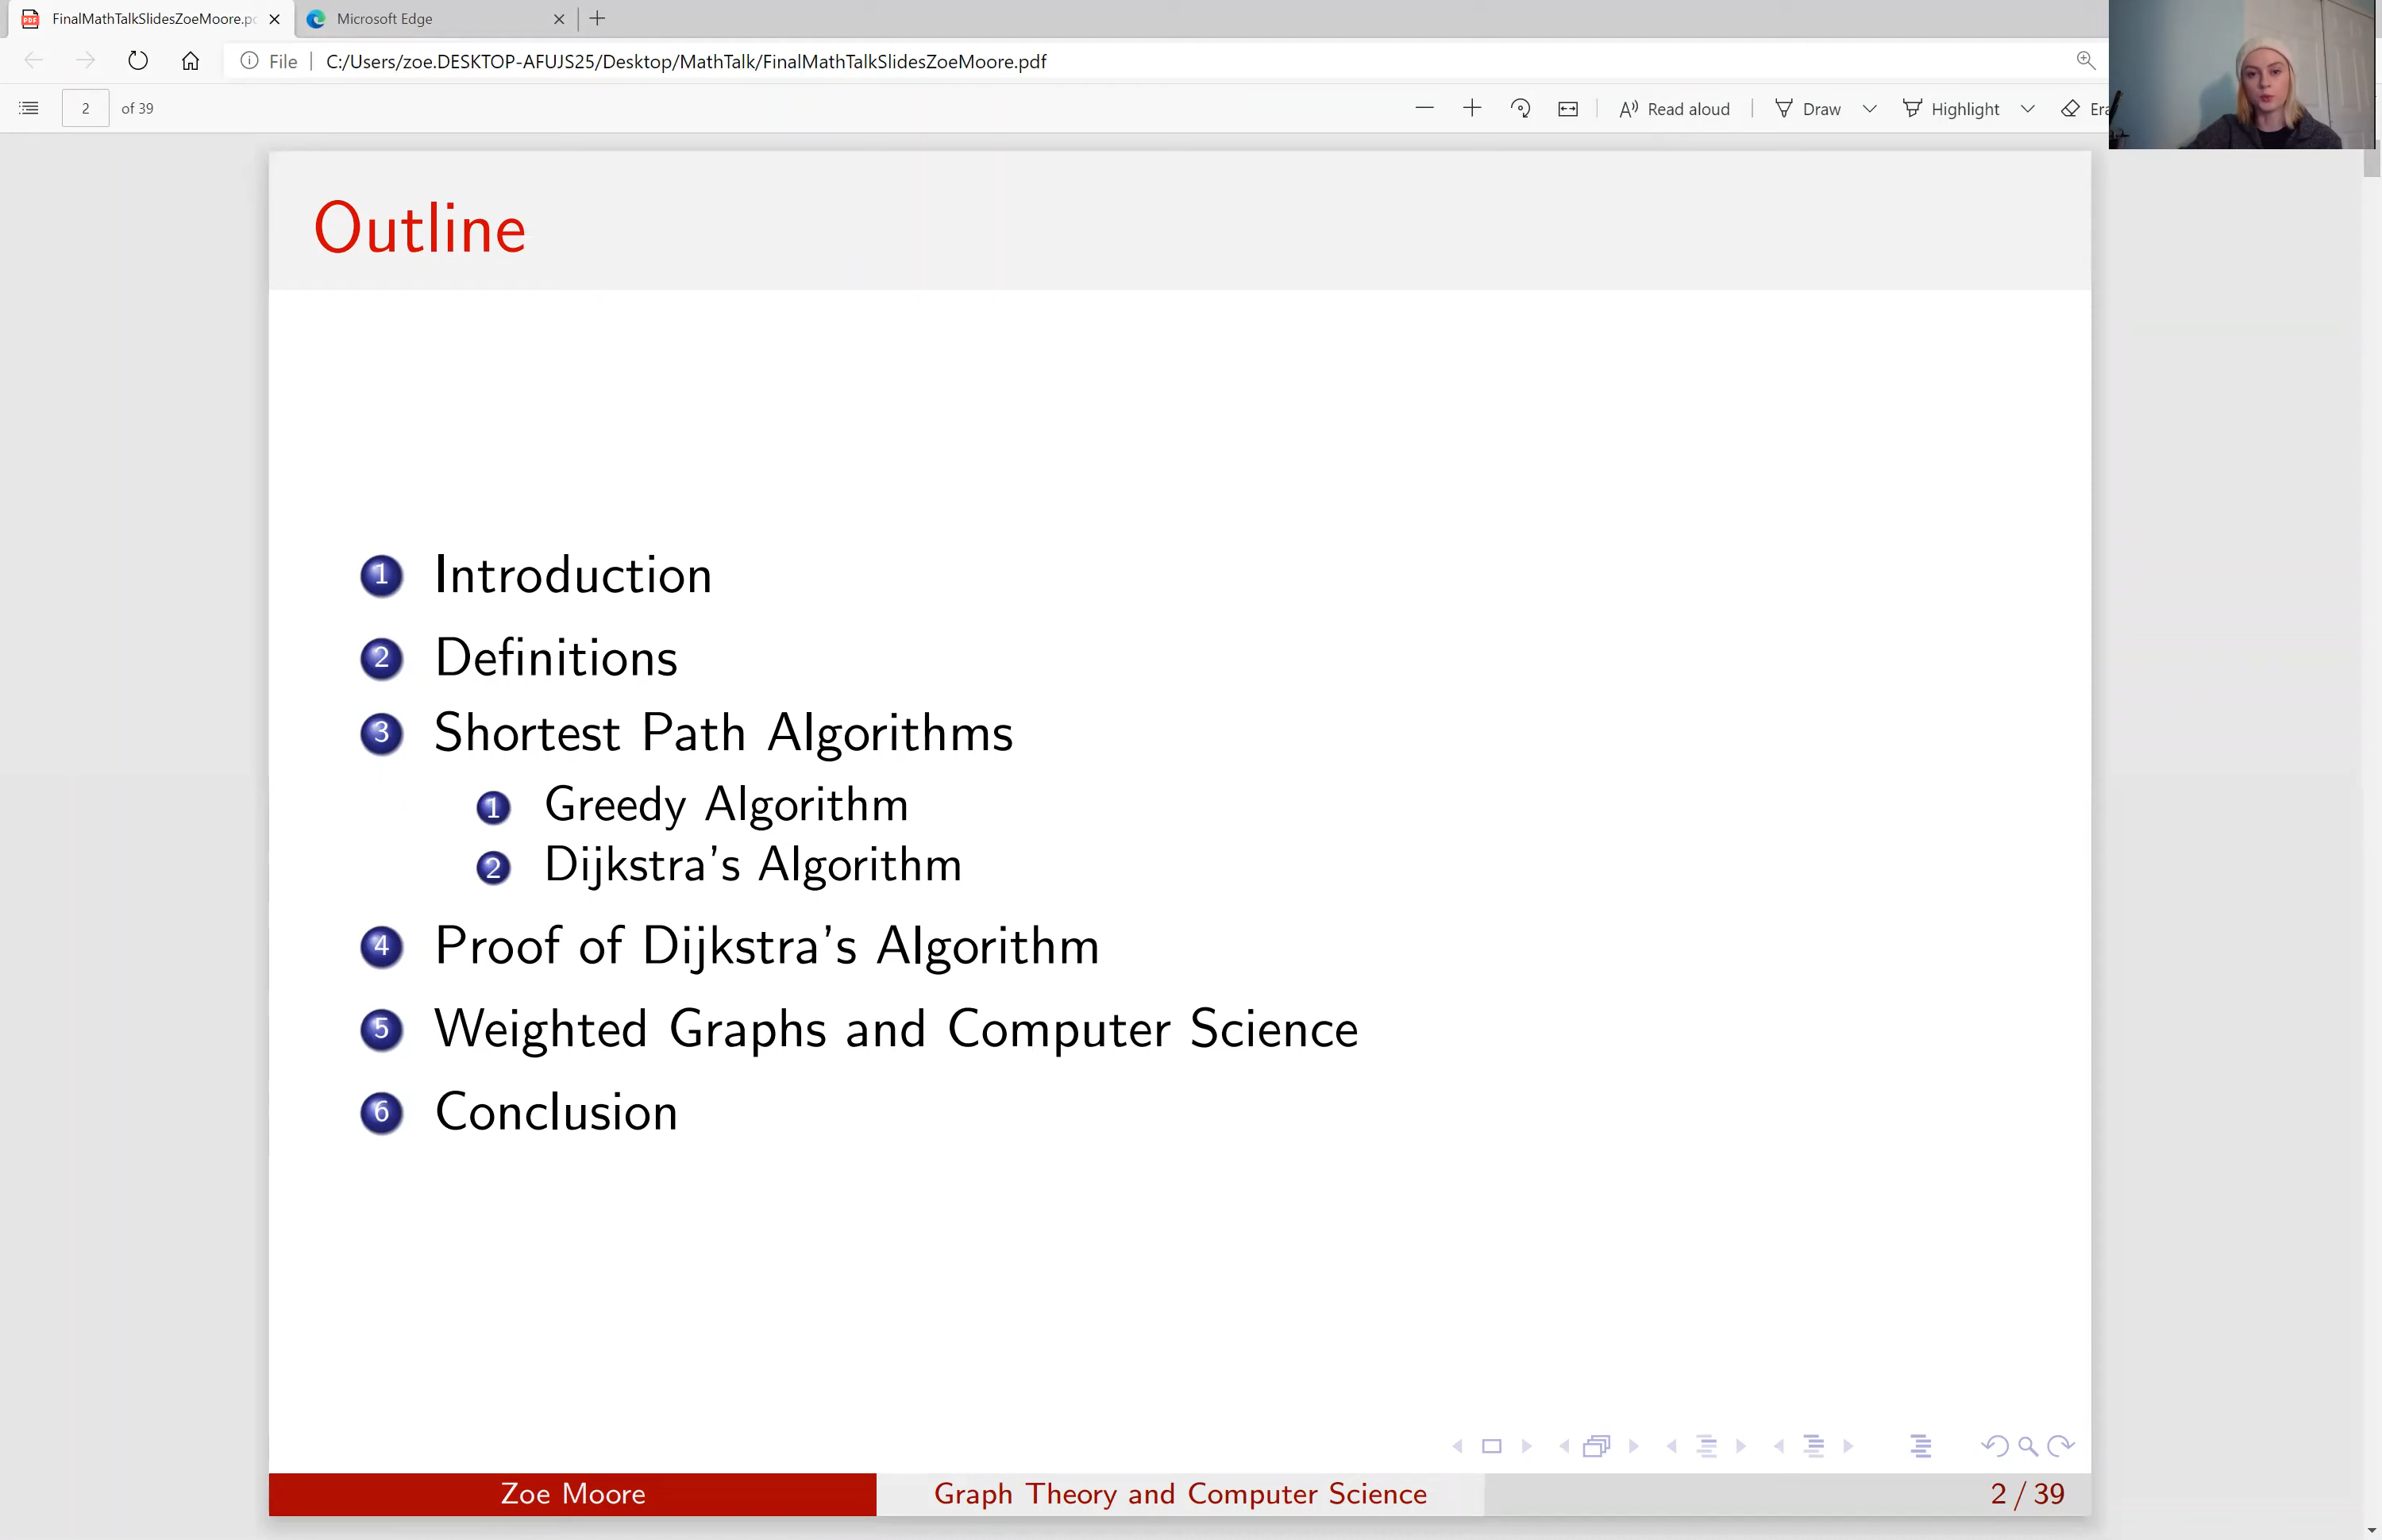 FinalMathTalkSlidesZoeMoore.p
Microsoft Edge
File
C:/Users/zoe.DESKTOP-AFUJS25/Desktop/MathTalk/FinalMathTalkSlidesZoeMoore.pdf
2 of 39
Read aloud
Draw
Highlight
Era
Outline
1 Introduction
2 Definitions
3 Shortest Path Algorithms
1 Greedy Algorithm
2 Dijkstra's Algorithm
4 Proof of Dijkstra's Algorithm
5 Weighted Graphs and Computer Science
6 Conclusion
Zoe Moore
Graph Theory and Computer Science
2 / 39